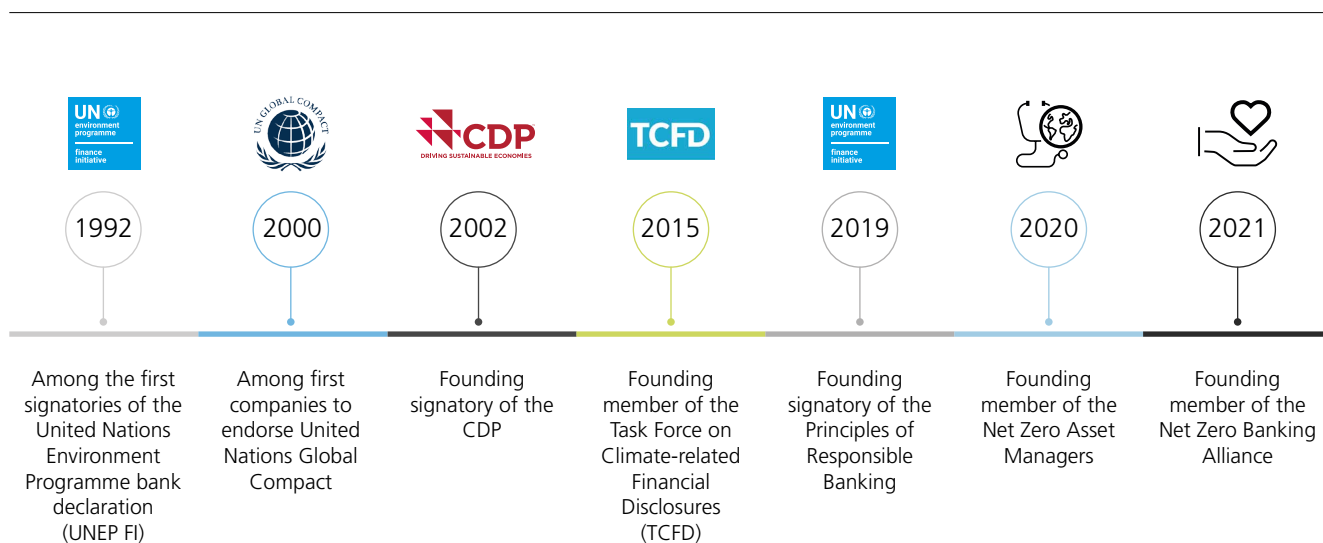 UN
environment
programme
finance
initiative
UN GLOBAL COMPACT
CDP
DRIVING SUSTAINABLE ECONOMIES
TCFD
UN
environment
programme
finance
initiative
1992
2000
2002
2015
2019
2020
2021
Among the first
signatories of the
United Nations
Environment
Programme bank
declaration
(UNEP FI)
Among first
companies to
endorse United
Nations Global
Compact
Founding
signatory of the
CDP
Founding
member of the
Task Force on
Climate-related
Financial
Disclosures
(TCFD)
Founding
signatory of the
Principles of
Responsible
Banking
Founding
member of the
Net Zero Asset
Managers
Founding
member of the
Net Zero Banking
Alliance